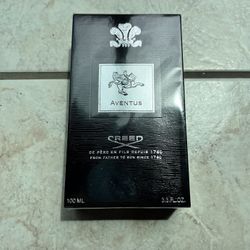 AVENTUS
CREED
DE PÈRE EN FILS DEPUIS 1760
FROM FATHER TO SON SINCE 1760
100 ML
3.3 FL.OZ.